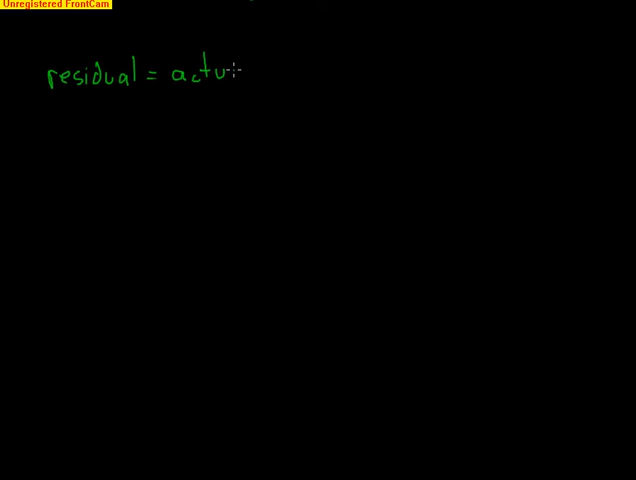 Unregistered FrontCam
residual = actu